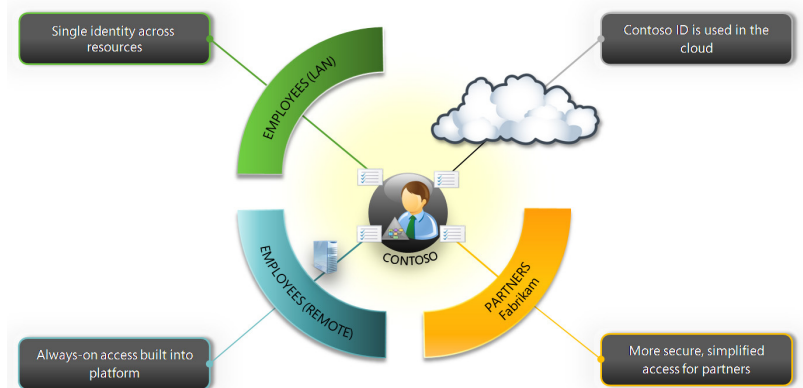 Single identity across
resources
Contoso ID is used in the
cloud
EMPLOYEES (LAN)
EMPLOYEES (REMOTE)
CONTOSO
PARTNERS
Fabrikam
Always-on access built into
platform
More secure, simplified
access for partners